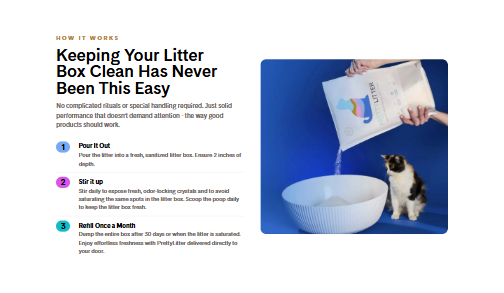 HOW IT WORKS
Keeping Your Litter
Box Clean Has Never
Been This Easy
No complicated rituals or special handling required. Just solid
performance that doesn't demand attention - the way good
products should work.
1
Pour It Out
Pour the litter into a fresh, sanitized litter box. Ensure 2 inches of
depth.
2
Stir it up
Stir daily to expose fresh, odor-locking crystals and to avoid
saturating the same spots in the litter box. Scoop the poop daily
to keep the litter box fresh.
3
Refill Once a Month
Dump the entire box after 30 days or when the litter is saturated.
Enjoy effortless freshness with PrettyLitter delivered directly to
your door.
LITTER